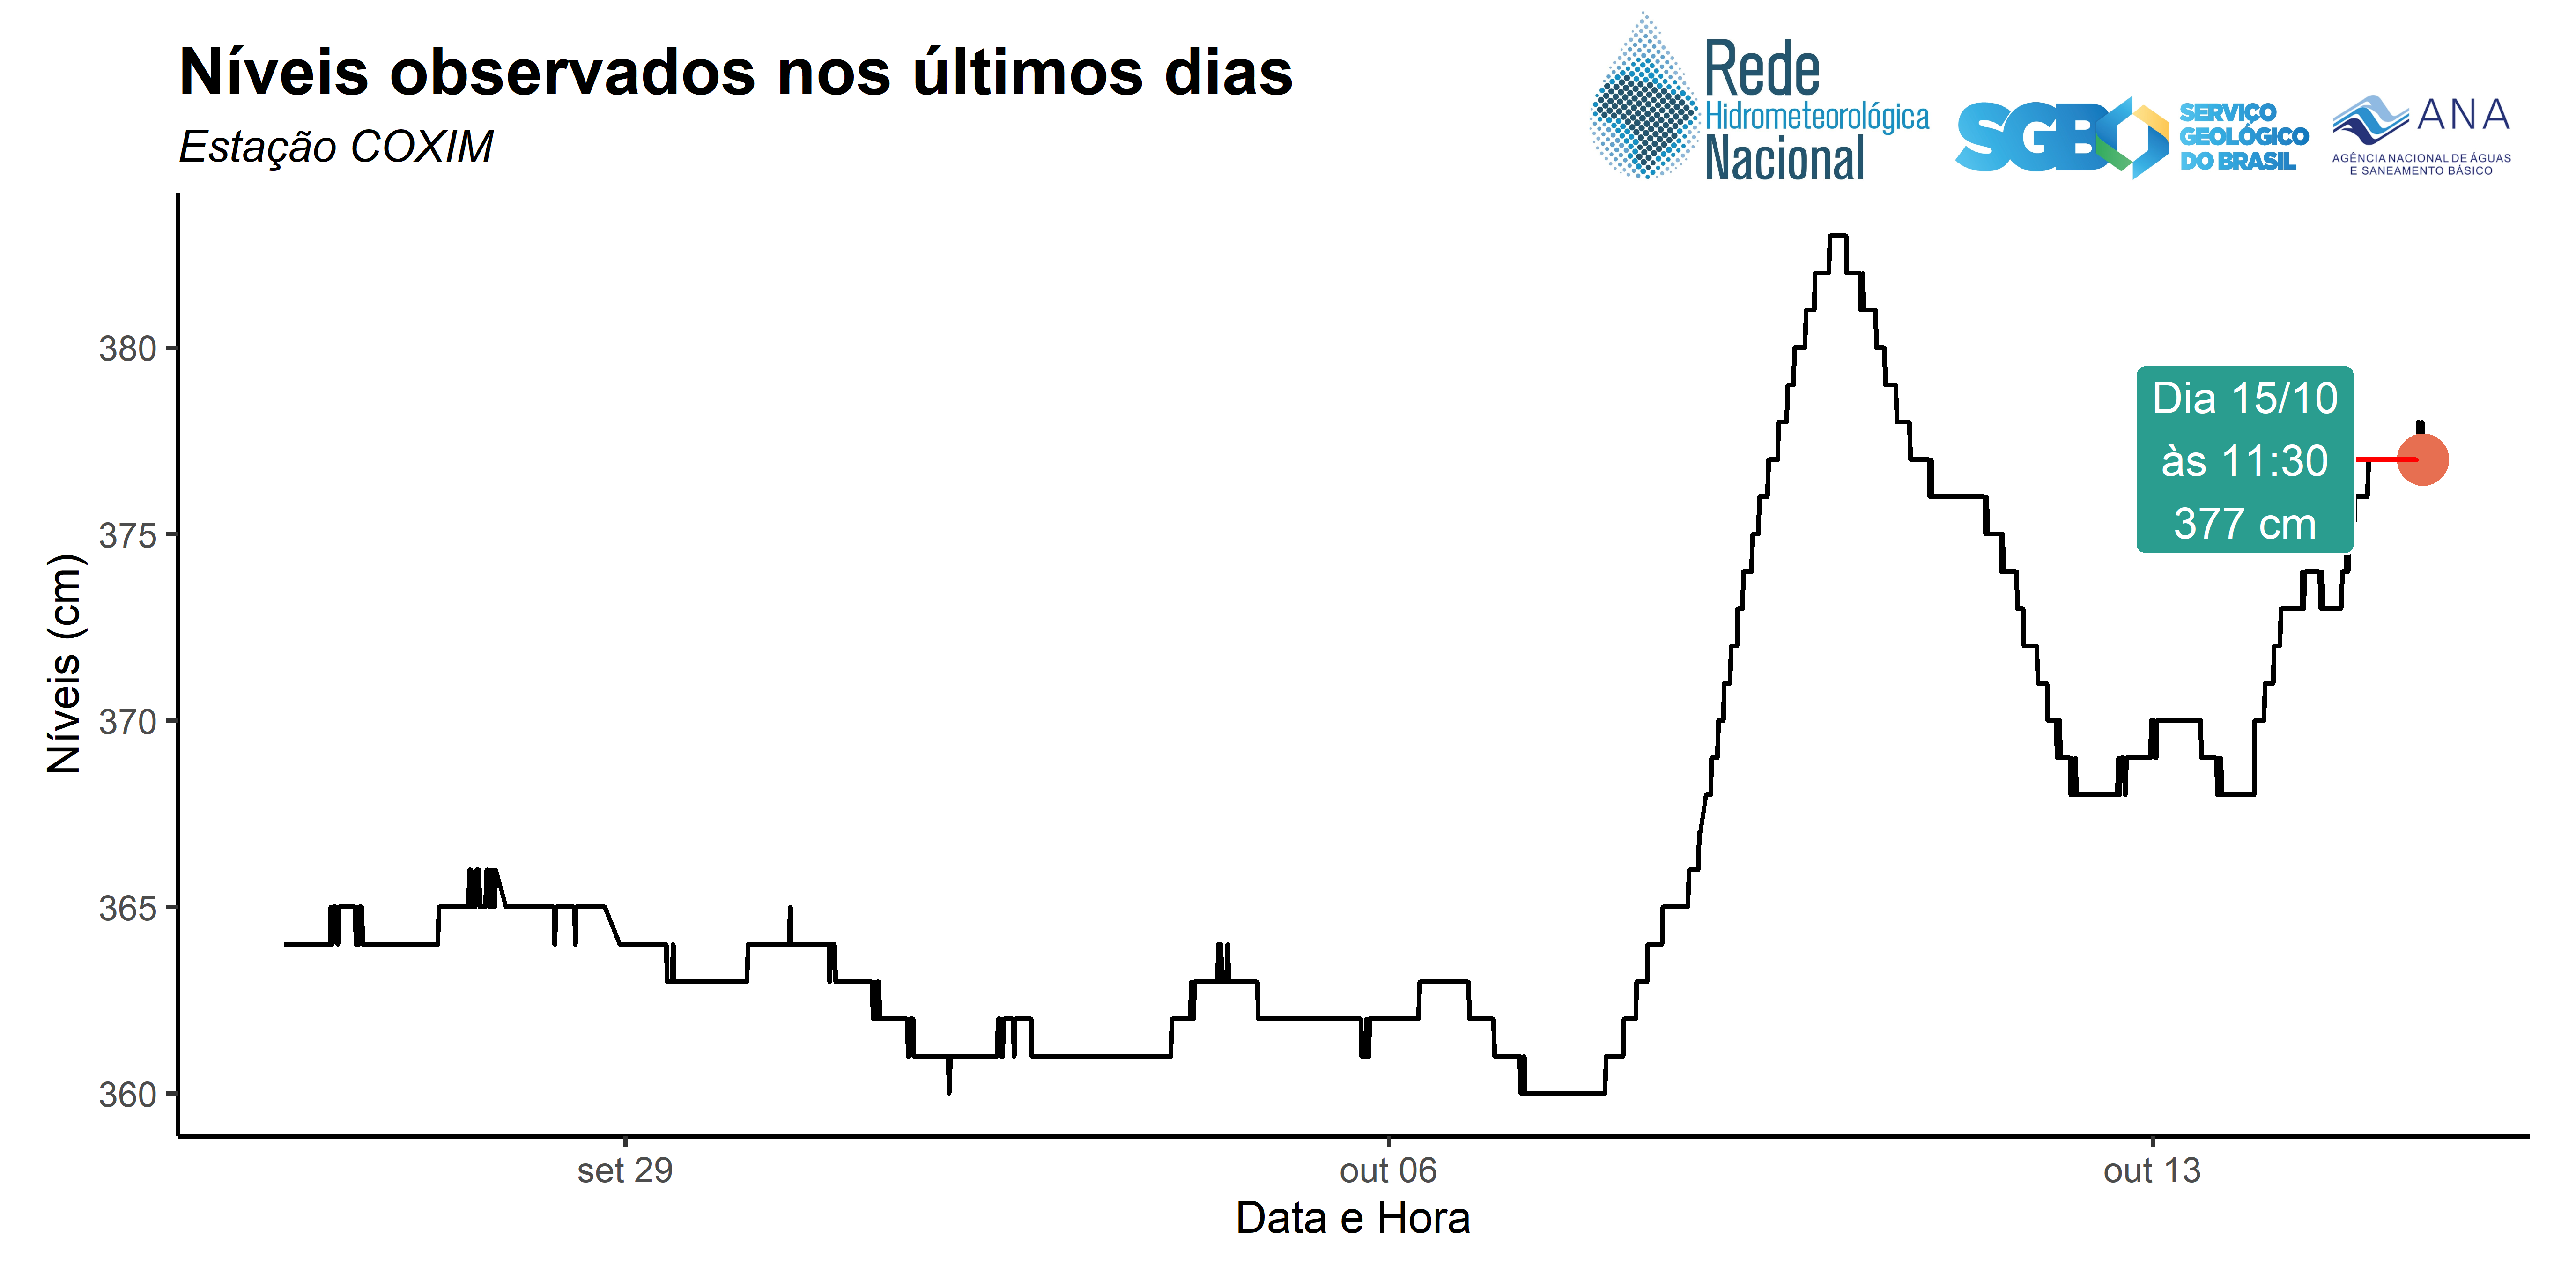 Níveis observados nos últimos dias
Estação COXIM
Rede
Hidrometeorológica
Nacional
SGB
SERVIÇO
GEOLÓGICO
DO BRASIL
ANA
AGÊNCIA NACIONAL DE ÁGUAS
E SANEAMENTO BÁSICO
Níveis (cm)
380
375
370
365
360
Dia 15/10
às 11:30
377 cm
set 29
out 06
out 13
Data e Hora